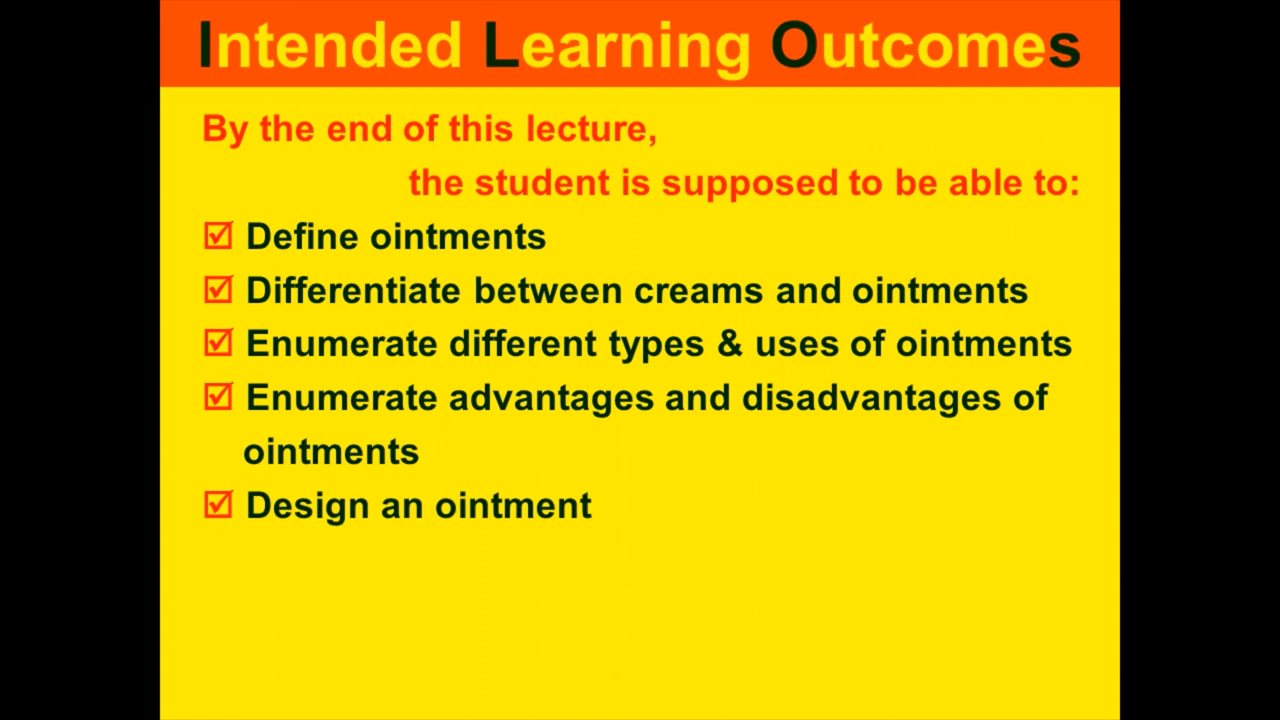 Intended Learning Outcomes
By the end of this lecture,
the student is supposed to be able to:
☑ Define ointments
☑ Differentiate between creams and ointments
☑ Enumerate different types & uses of ointments
☑ Enumerate advantages and disadvantages of
ointments
☑ Design an ointment